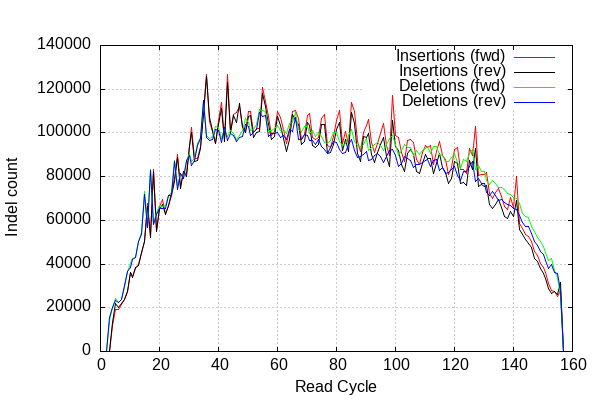 140000
Insertions (fwd)
Insertions (rev)
Deletions (fwd)
Deletions (rev)
120000
100000
80000
60000
40000
20000
0
Indel count
0 20 40 60 80 100 120 140 160
Read Cycle